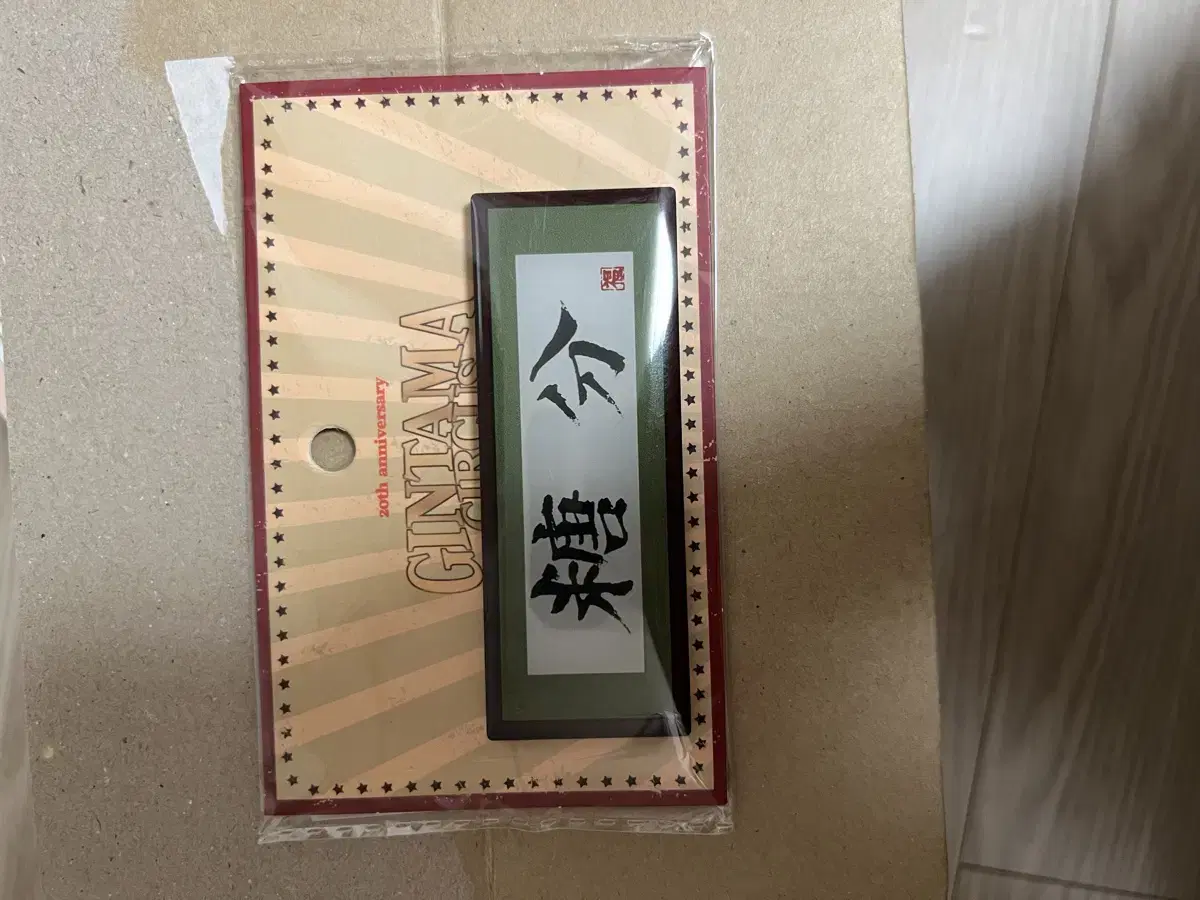 20th anniversary
GINTAMA
CIRCUS
糖分